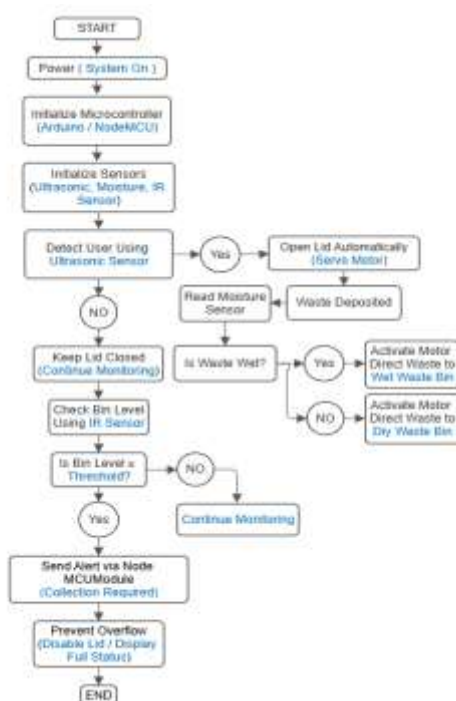 START
Power ( System On )
Initialize Microcontroller
(Arduino / NodeMCU)
Initialize Sensors
(Ultrasonic, Moisture, IR
Sensor)
Detect User Using
Ultrasonic Sensor
Yes
Open Lid Automatically
(Servo Motor)
Waste Deposited
Read Moisture
Sensor
Is Waste Wet?
Yes
Activate Motor
Direct Waste to
Wet Waste Bin
NO
Activate Motor
Direct Waste to
Dry Waste Bin
NO
Keep Lid Closed
(Continue Monitoring)
Check Bin Level
Using IR Sensor
Is Bin Level
Threshold?
NO
Continue Monitoring
Yes
Send Alert via Node
MCUModule
(Collection Required)
Prevent Overflow
(Disable Lid / Display
Full Status)
END